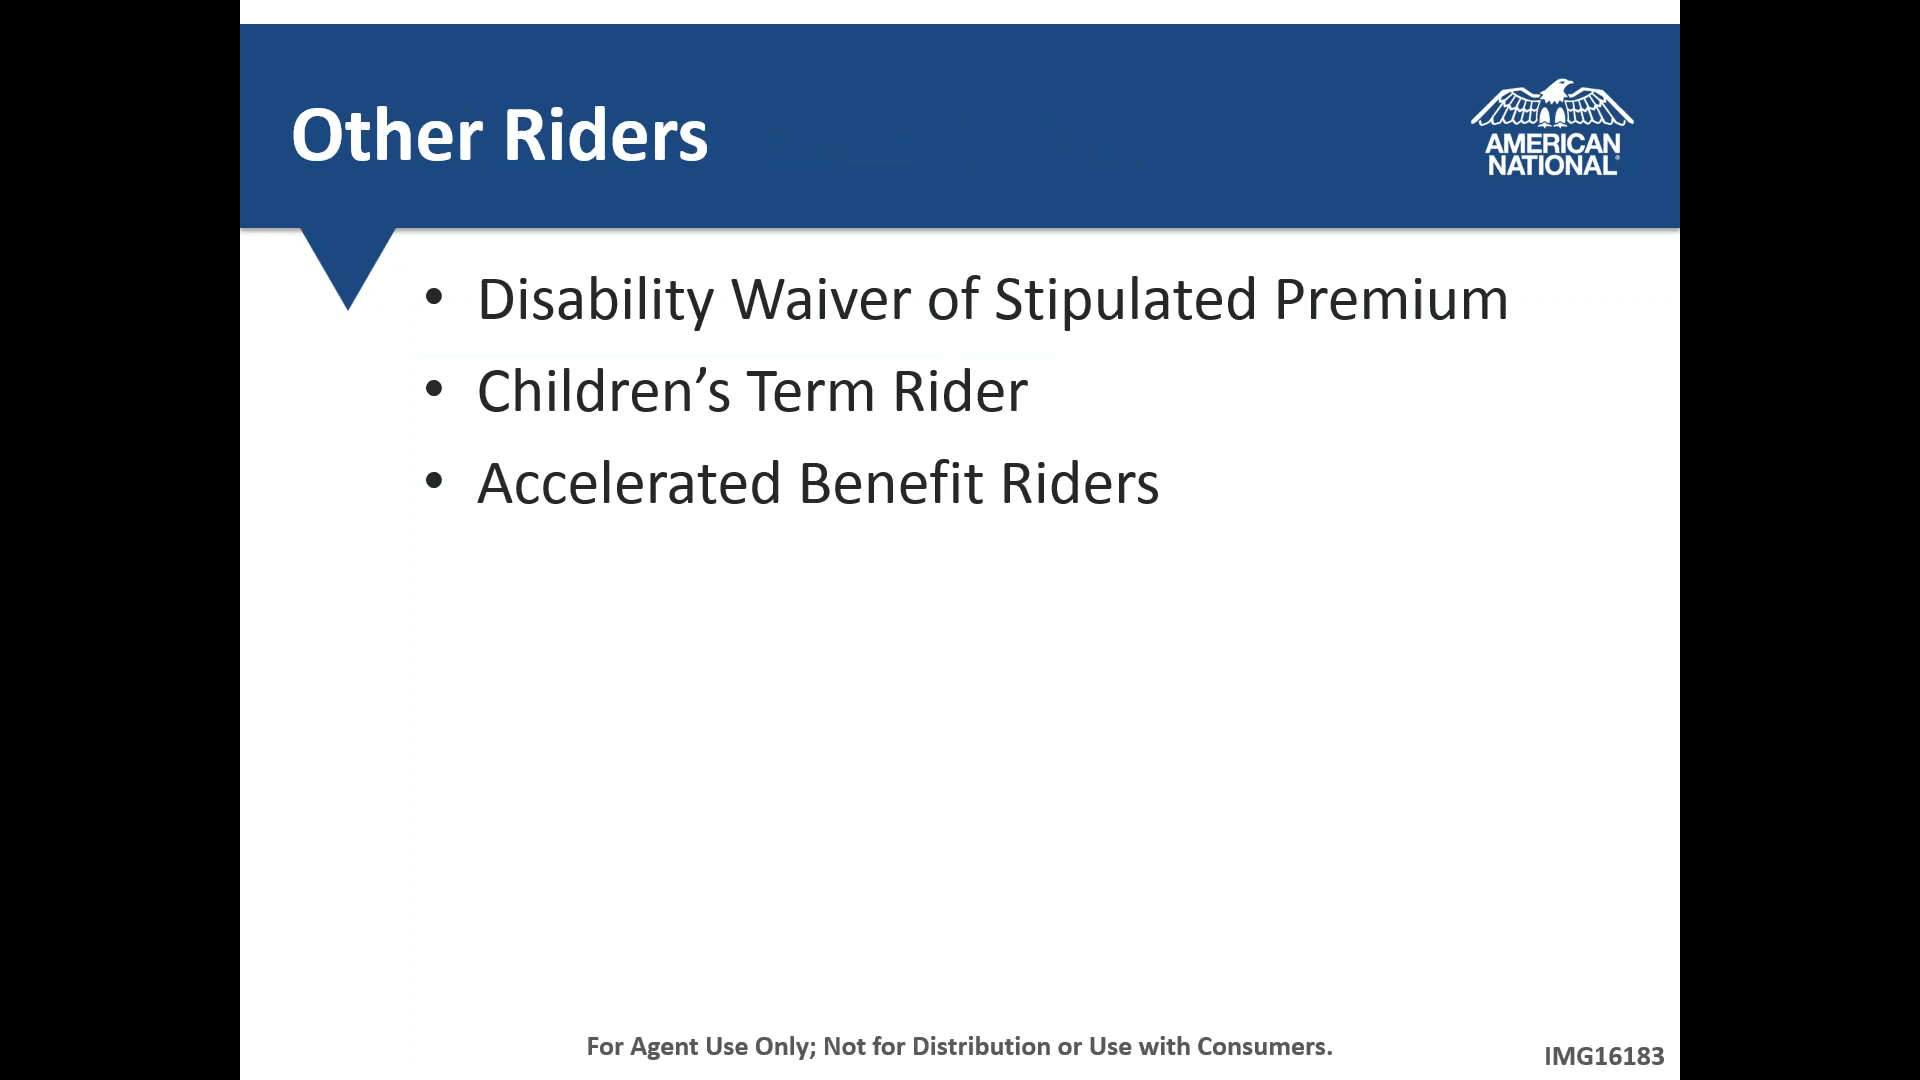 Other Riders
AMERICAN
NATIONAL®
• Disability Waiver of Stipulated Premium
• Children’s Term Rider
• Accelerated Benefit Riders
For Agent Use Only; Not for Distribution or Use with Consumers.
IMG16183